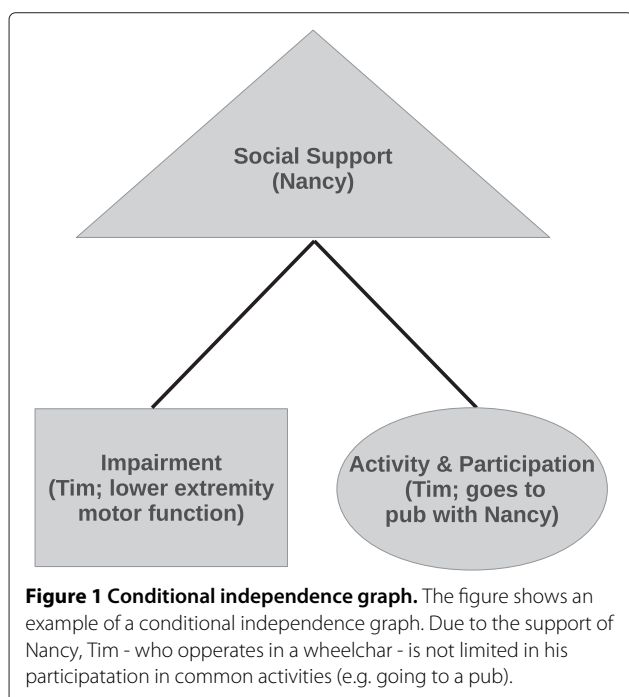 Social Support
(Nancy)
Impairment
(Tim; lower extremity
motor function)
Activity & Participation
(Tim; goes to
pub with Nancy)
Figure 1 Conditional independence graph. The figure shows an
example of a conditional independence graph. Due to the support of
Nancy, Tim - who opperates in a wheelchar - is not limited in his
participatation in common activities (e.g. going to a pub).